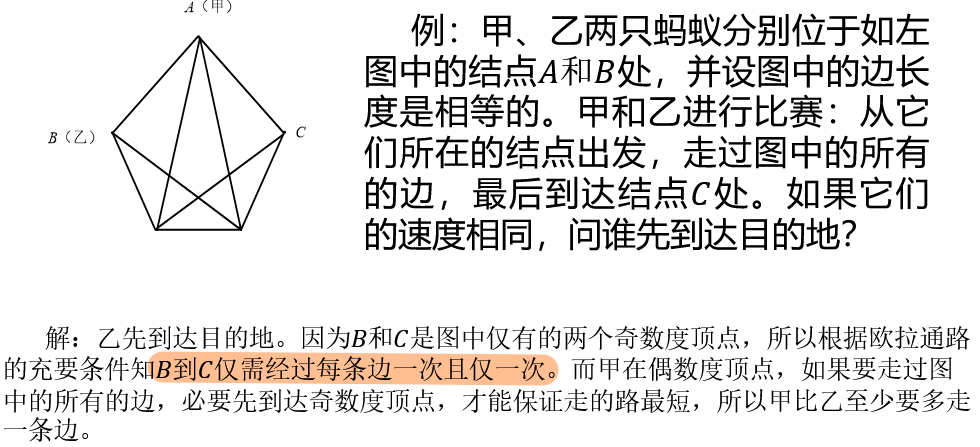 A（甲）
B（乙）
C
例：甲、乙两只蚂蚁分别位于如左
图中的结点A和B处，并设图中的边长
度是相等的。甲和乙进行比赛：从它
们所在的结点出发，走过图中的所有
的边，最后到达结点C处。如果它们
的速度相同，问谁先到达目的地？
解：乙先到达目的地。因为B和C是图中仅有的两个奇数度顶点，所以根据欧拉通路
的充要条件知B到C仅需经过每条边一次且仅一次。而甲在偶数度顶点，如果要走过图
中的所有的边，必要先到达奇数度顶点，才能保证走的路最短，所以甲比乙至少要多走
一条边。